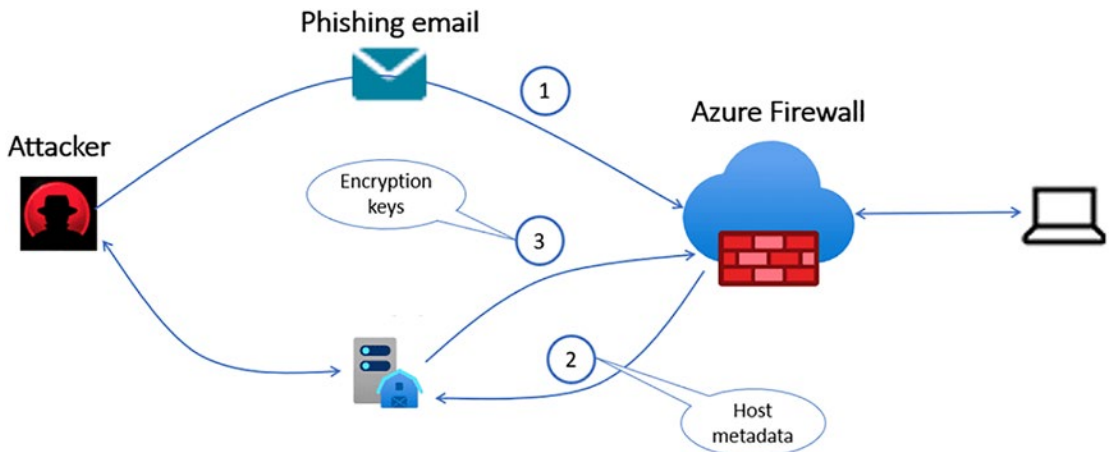 Phishing email
1
Azure Firewall
Attacker
Encryption
keys
3
2
Host
metadata